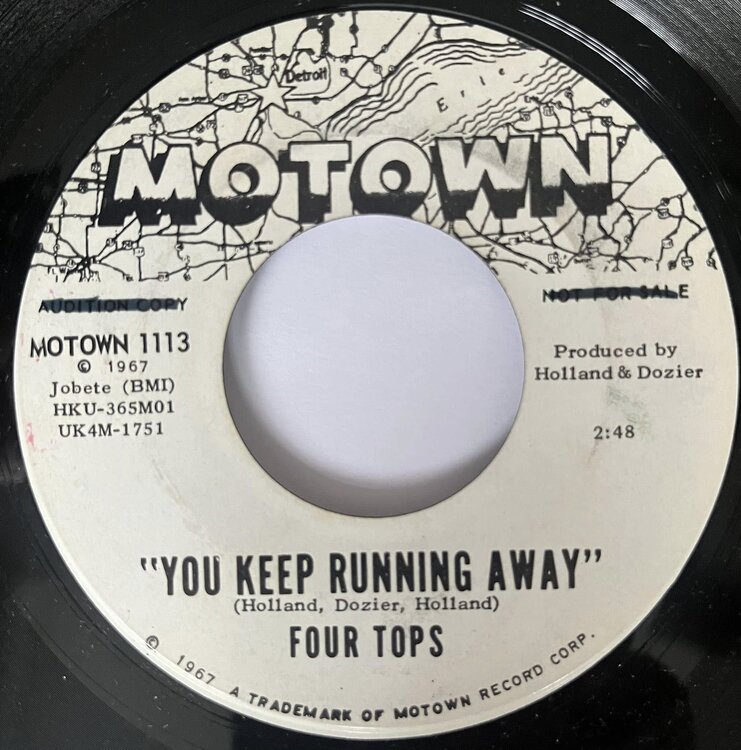 Detroit
Erie
MOTOWN
AUDITION COPY
NOT FOR SALE
MOTOWN 1113
© 1967
Jobete (BMI)
HKU-365M01
UK4M-1751
Produced by
Holland & Dozier
2:48
"YOU KEEP RUNNING AWAY"
(Holland, Dozier, Holland)
FOUR TOPS
© 1967 A TRADEMARK OF MOTOWN RECORD CORP.